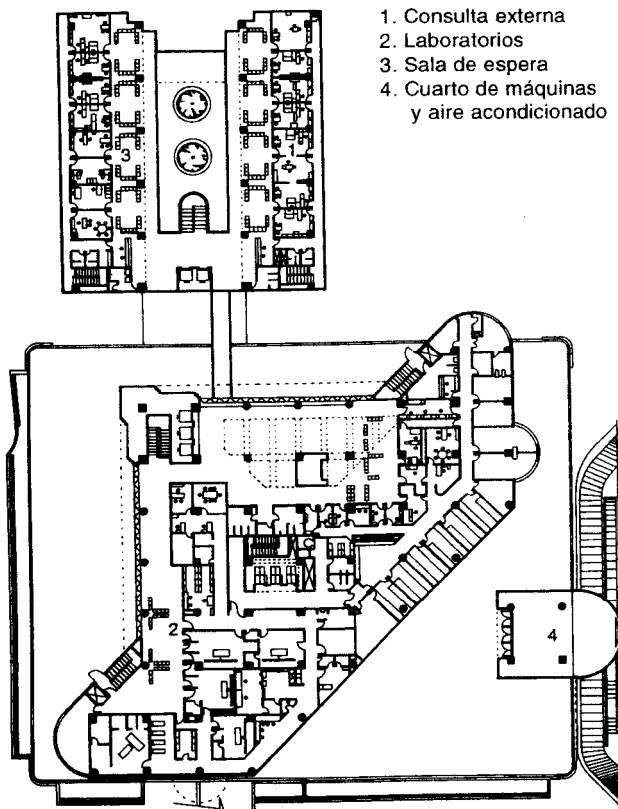 1. Consulta externa
2. Laboratorios
3. Sala de espera
4. Cuarto de máquinas
y aire acondicionado
3
1
2
4